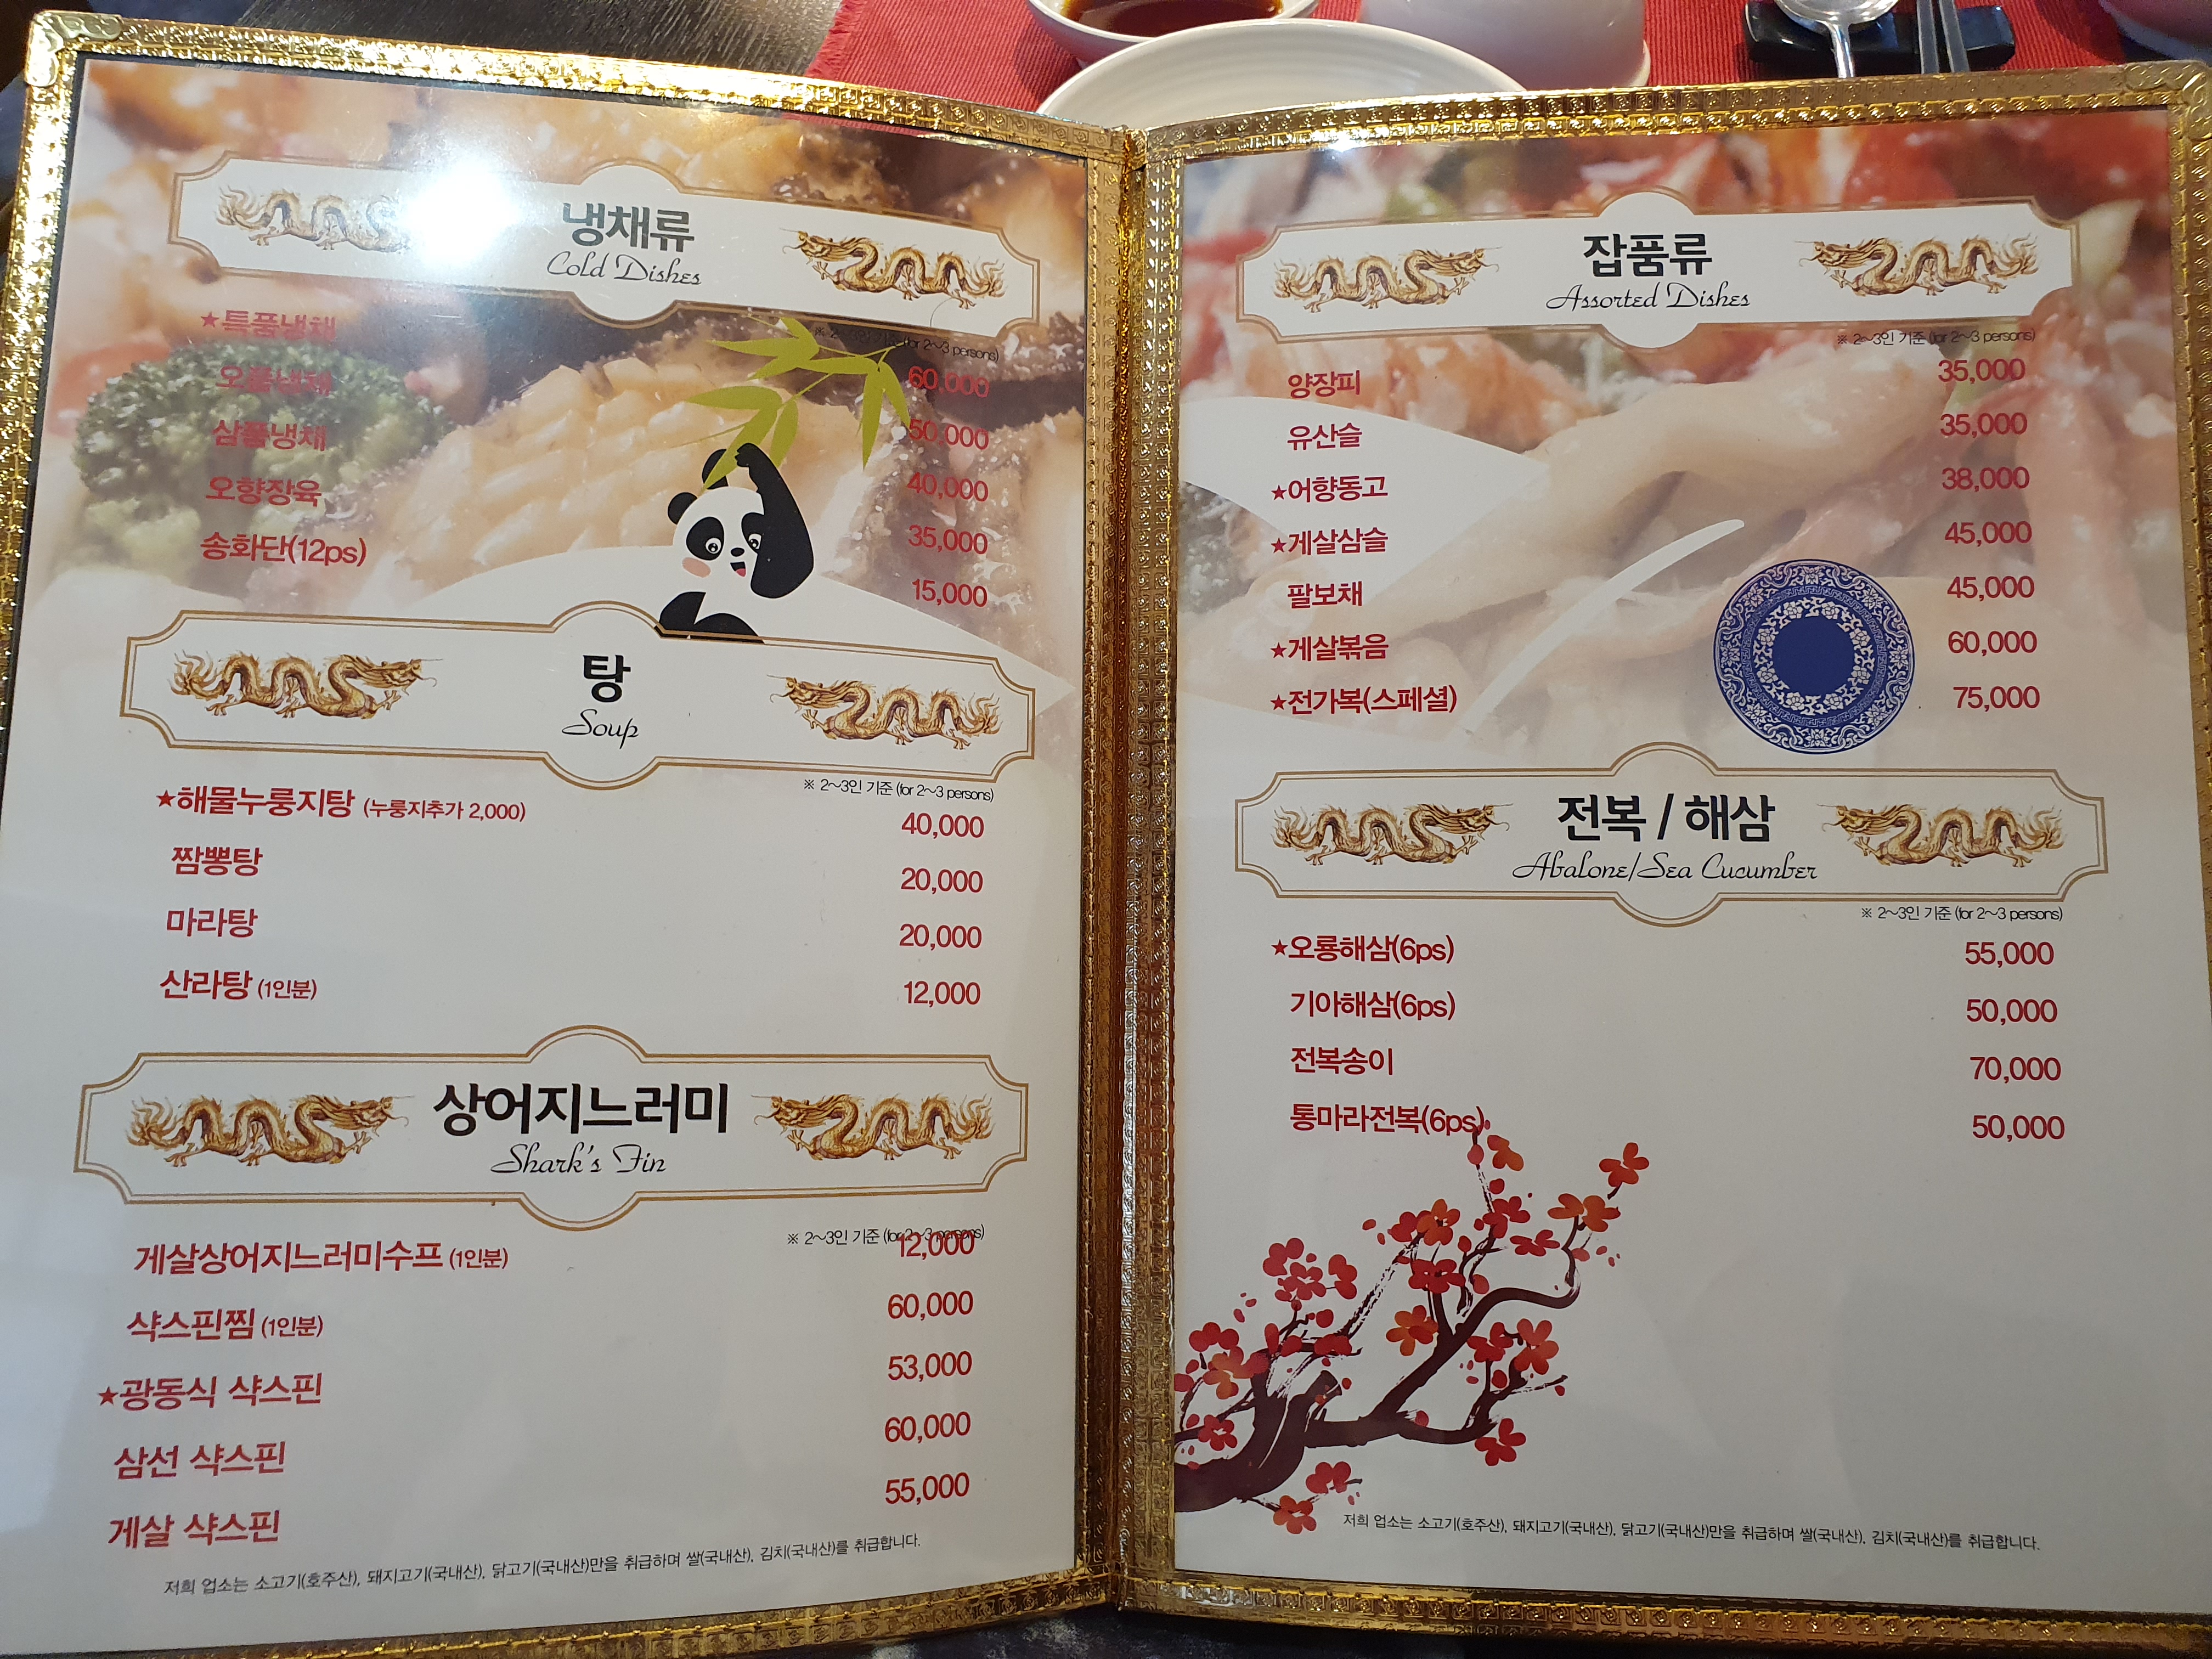 냉채류
Cold Dishes
※ 2~3인 기준 (for 2~3 persons)
★특품냉채 60,000
오품냉채 50,000
삼품냉채 40,000
오향장육 35,000
송화단(12ps) 15,000
탕
Soup
※ 2~3인 기준 (for 2~3 persons)
★해물누룽지탕 (누룽지추가 2,000) 40,000
짬뽕탕 20,000
마라탕 20,000
산라탕 (1인분) 12,000
상어지느러미
Shark's Fin
※ 2~3인 기준 (for 2~3 persons)
게살상어지느러미수프 (1인분) 12,000
샥스핀찜 (1인분) 60,000
★광동식 샥스핀 53,000
삼선 샥스핀 60,000
게살 샥스핀 55,000
저희 업소는 소고기(호주산), 돼지고기(국내산), 닭고기(국내산)만을 취급하며 쌀(국내산), 김치(국내산)를 취급합니다.
잡품류
Assorted Dishes
※ 2~3인 기준 (for 2~3 persons)
양장피 35,000
유산슬 35,000
★어향동고 38,000
★게살삼슬 45,000
팔보채 45,000
★게살볶음 60,000
★전가복(스페셜) 75,000
전복 / 해삼
Abalone/Sea Cucumber
※ 2~3인 기준 (for 2~3 persons)
★오룡해삼(6ps) 55,000
기아해삼(6ps) 50,000
전복송이 70,000
통마라전복(6ps) 50,000
저희 업소는 소고기(호주산), 돼지고기(국내산), 닭고기(국내산)만을 취급하며 쌀(국내산), 김치(국내산)를 취급합니다.